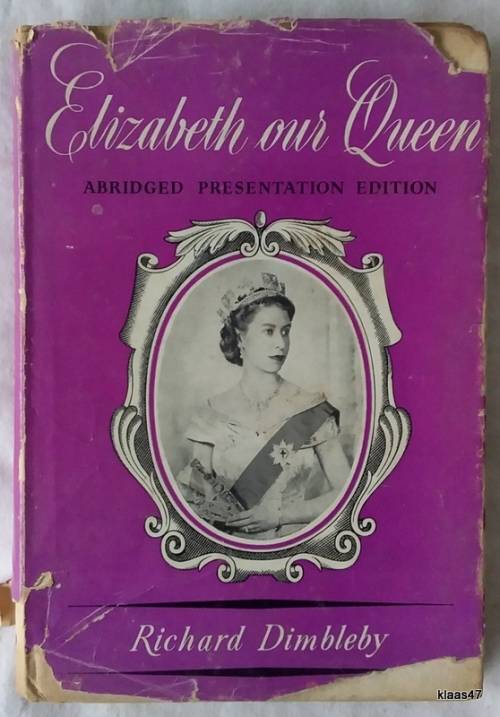 Elizabeth our Queen
ABRIDGED PRESENTATION EDITION
Richard Dimbleby
klaas47